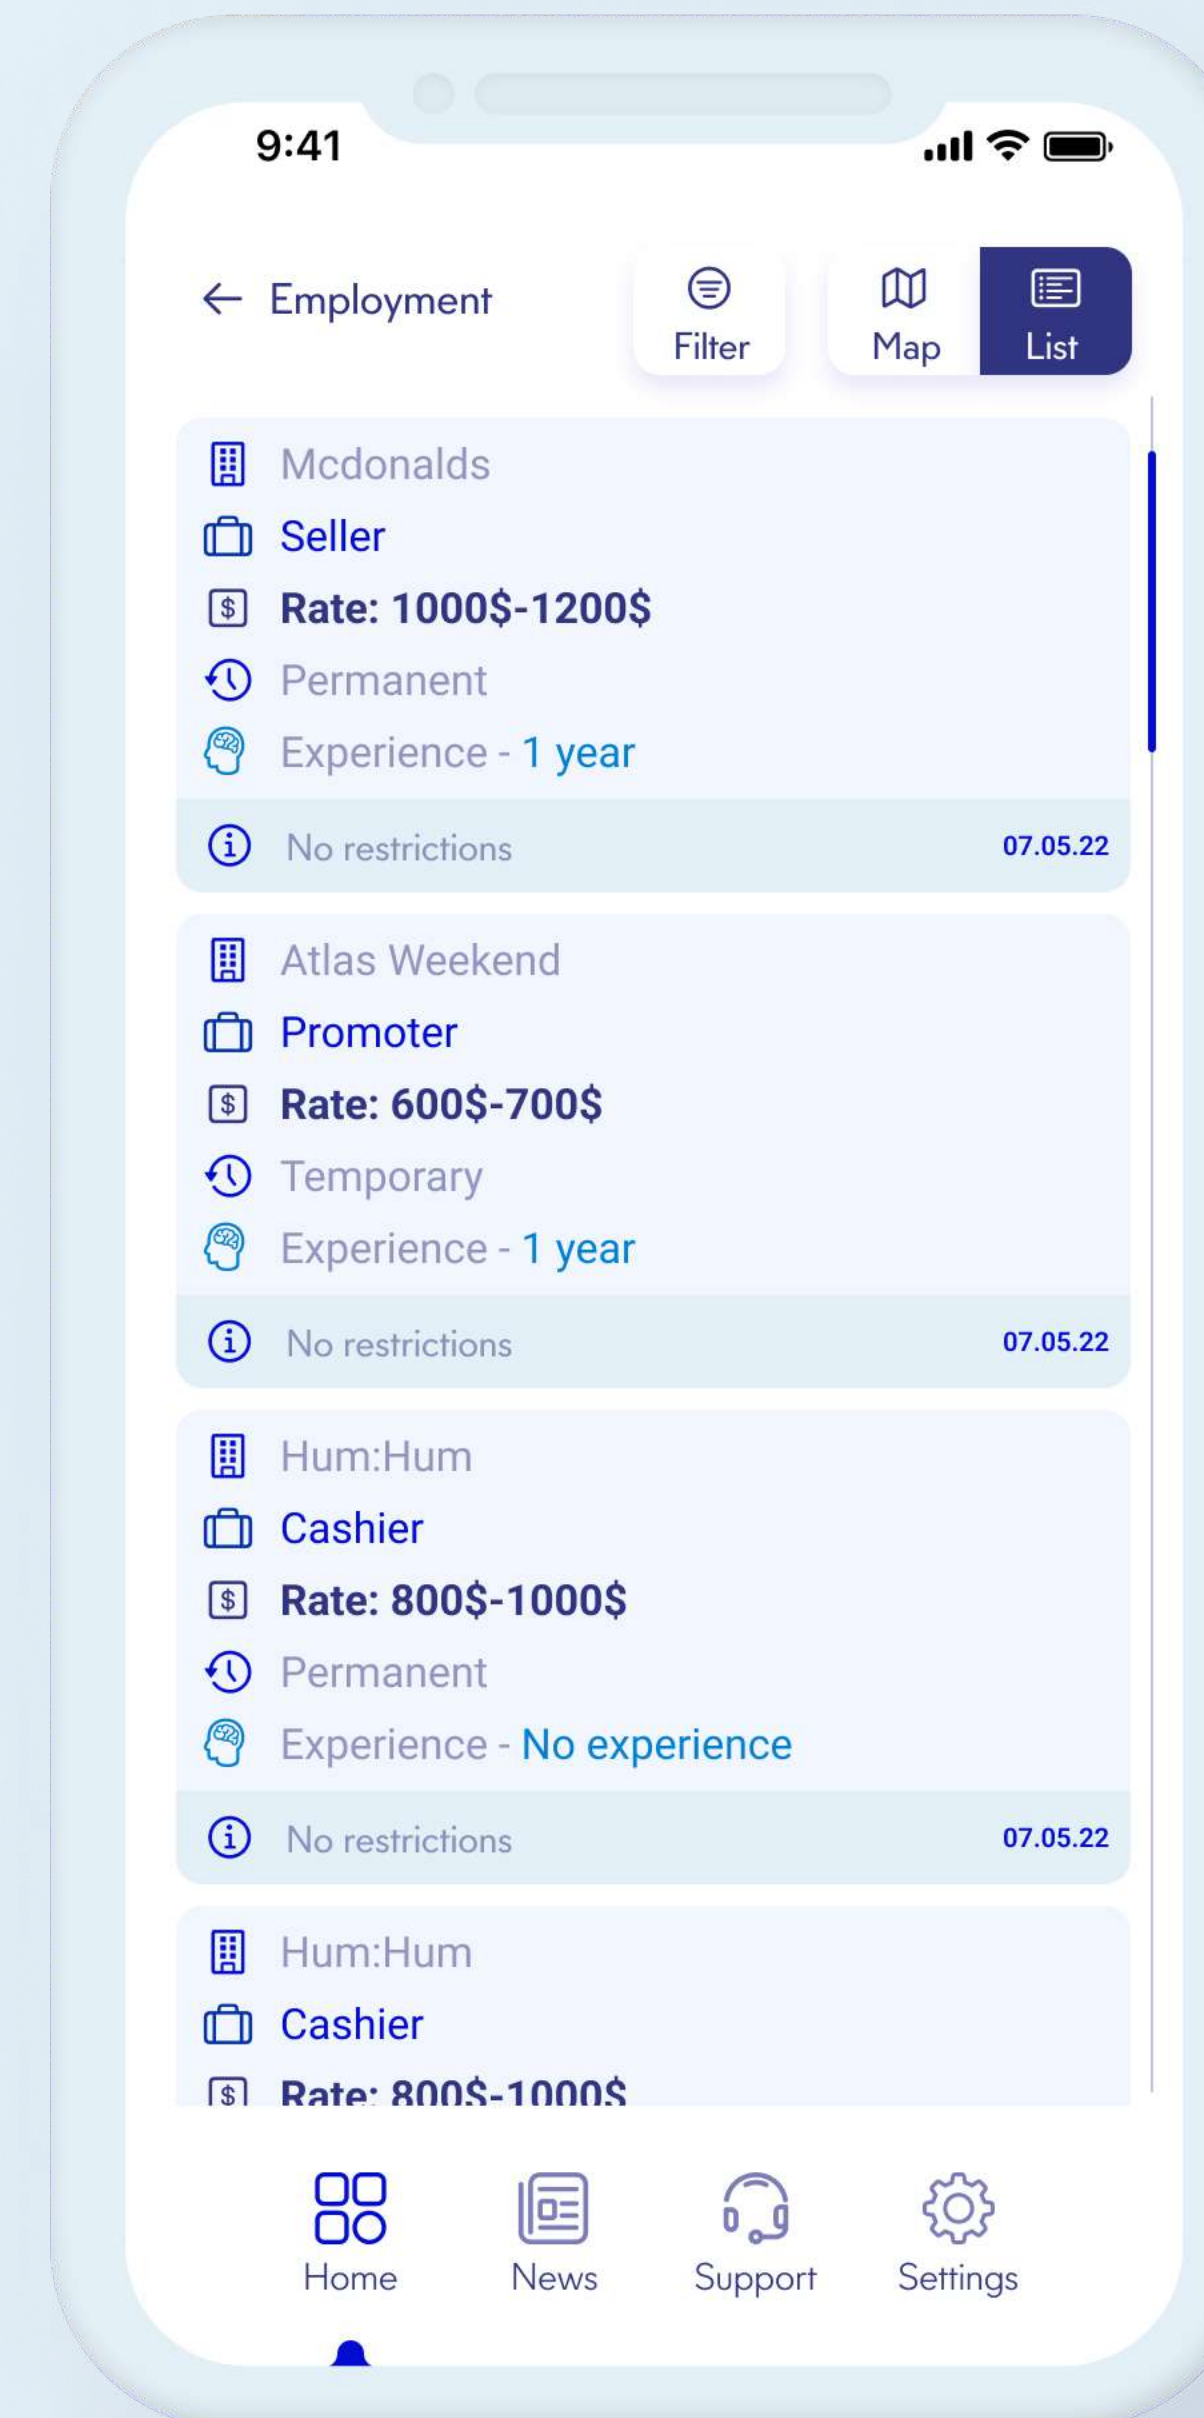 9:41
Employment
Filter
Map
List
Mcdonalds
Seller
Rate: 1000$-1200$
Permanent
Experience - 1 year
No restrictions
07.05.22
Atlas Weekend
Promoter
Rate: 600$-700$
Temporary
Experience - 1 year
No restrictions
07.05.22
Hum:Hum
Cashier
Rate: 800$-1000$
Permanent
Experience - No experience
No restrictions
07.05.22
Hum:Hum
Cashier
Rate: 800$-1000$
Home
News
Support
Settings